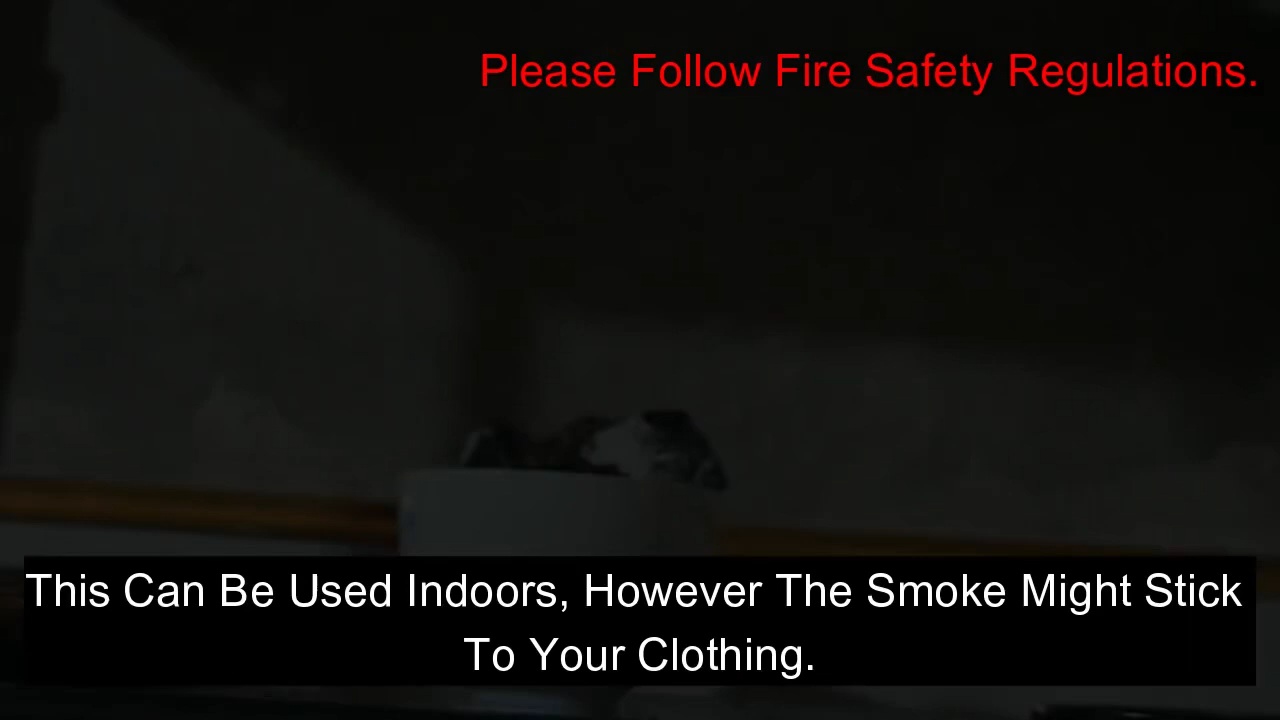 Please Follow Fire Safety Regulations.
This Can Be Used Indoors, However The Smoke Might Stick
To Your Clothing.